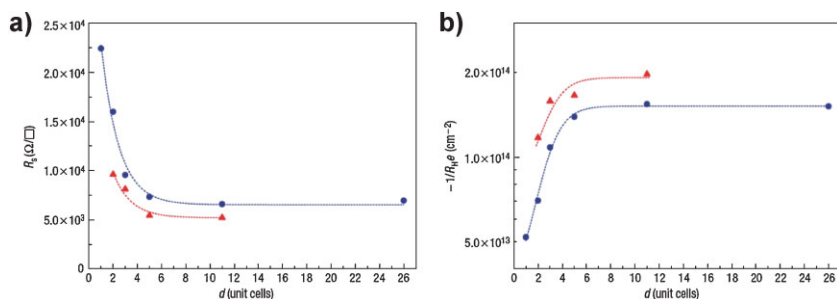 a)
2.5×10⁴
2.0×10⁴
1.5×10⁴
1.0×10⁴
5.0×10³
0
Rₛ(Ω/□)
0 2 4 6 8 10 12 14 16 18 20 22 24 26
d (unit cells)
b)
2.0×10¹⁴
1.0×10¹⁴
5.0×10¹³
−1/R_H e (cm⁻²)
0 2 4 6 8 10 12 14 16 18 20 22 24 26
d (unit cells)